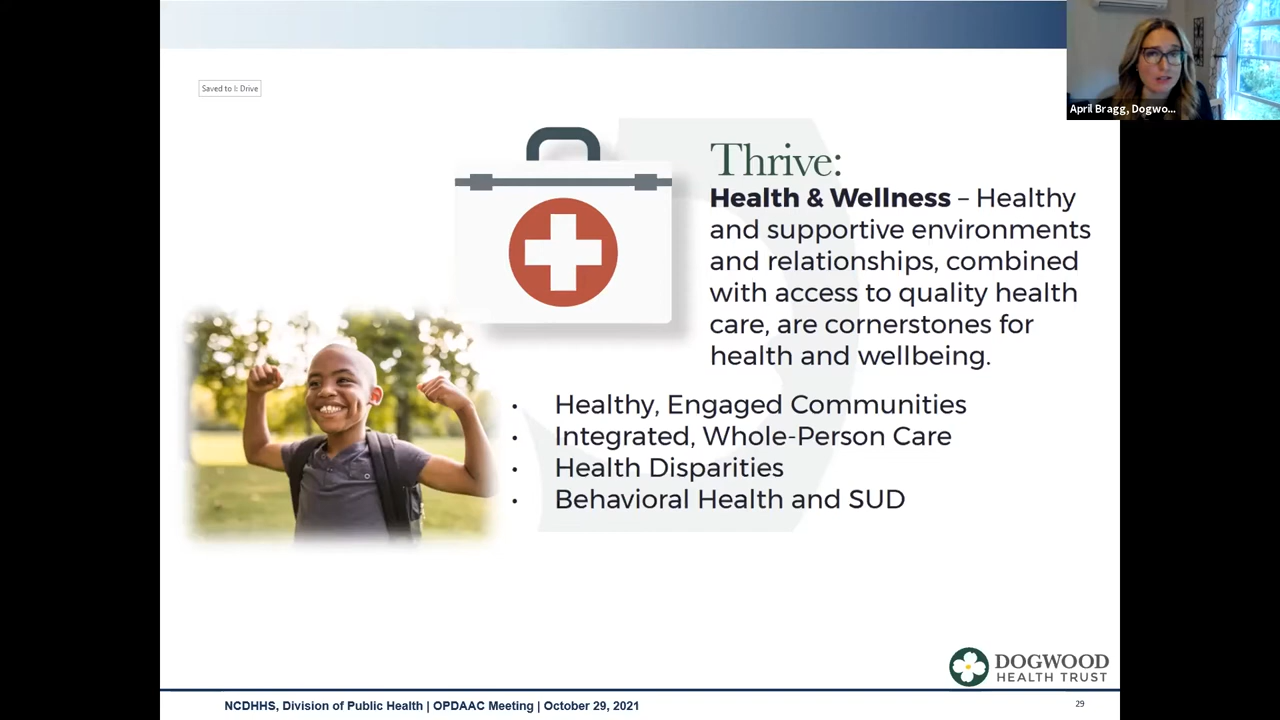 April Bragg, Dogwo...
Saved to I: Drive
Thrive:
Health & Wellness – Healthy
and supportive environments
and relationships, combined
with access to quality health
care, are cornerstones for
health and wellbeing.
• Healthy, Engaged Communities
• Integrated, Whole-Person Care
• Health Disparities
• Behavioral Health and SUD
DOGWOOD
HEALTH TRUST
NCDHHS, Division of Public Health | OPDAAC Meeting | October 29, 2021
29